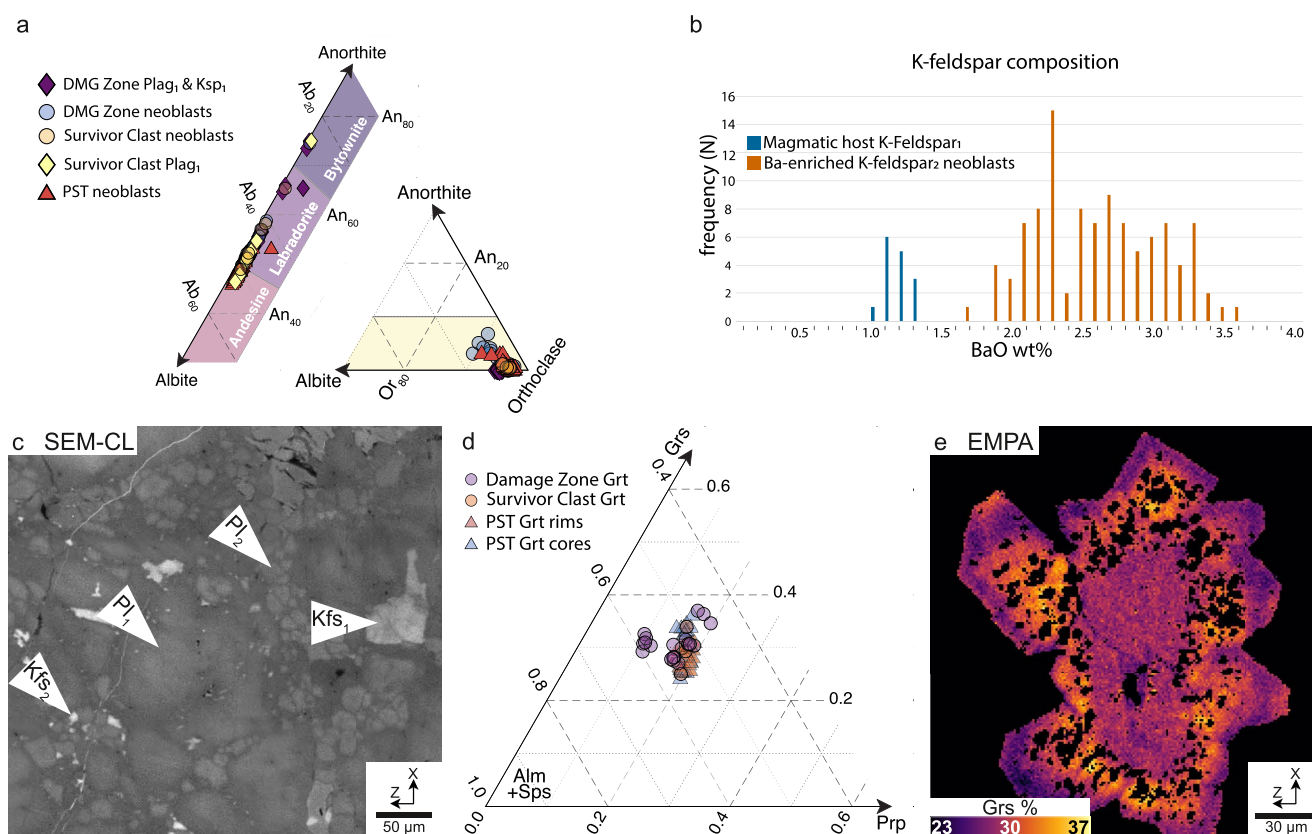 a
DMG Zone Plag₁ & Ksp₁
DMG Zone neoblasts
Survivor Clast neoblasts
Survivor Clast Plag₁
PST neoblasts
Anorthite
Ab₂₀
An₈₀
Bytownite
Ab₄₀
An₆₀
Labradorite
Ab₆₀
Andesine
An₄₀
Albite
Anorthite
An₂₀
Albite
Or₈₀
Orthoclase
b
K-feldspar composition
frequency (N)
16
14
12
10
8
6
4
2
0
Magmatic host K-Feldspar₁
Ba-enriched K-feldspar₂ neoblasts
0.5
1.0
1.5
2.0
2.5
3.0
3.5
4.0
BaO wt%
c SEM-CL
Pl₂
Pl₁
Kfs₁
Kfs₂
X
Z
50 µm
d
Damage Zone Grt
Survivor Clast Grt
PST Grt rims
PST Grt cores
Grs
0.4
0.6
0.6
0.4
0.8
0.2
1.0
Alm
+Sps
0.0
0.2
0.4
0.6
Prp
e EMPA
Grs %
23 30 37
X
Z
30 µm